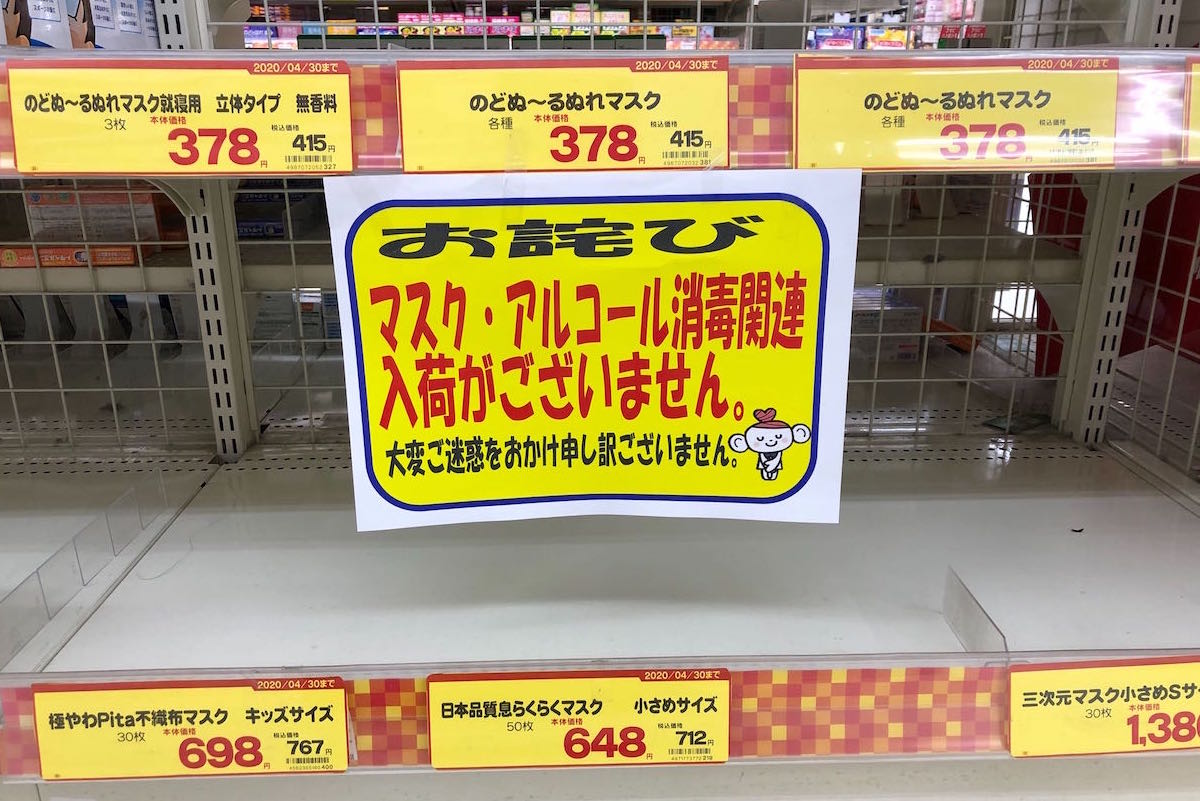 2020/04/30まで
のどぬ～るぬれマスク就寝用　立体タイプ　無香料
3枚　本体価格　378円　税込価格　415円
4987072032 327
2020/04/30まで
のどぬ～るぬれマスク
各種　本体価格　378円　税込価格　415円
4987072032 381
2020/04/30まで
のどぬ～るぬれマスク
各種　本体価格　378円　税込価格　415円
お詫び
マスク・アルコール消毒関連
入荷がございません。
大変ご迷惑をおかけ申し訳ございません。
2020/04/30まで
極やわPita不織布マスク　キッズサイズ
30枚　本体価格　698円　税込価格　767円
2020/04/30まで
日本品質息らくらくマスク　小さめサイズ
50枚　本体価格　648円　税込価格　712円
三次元マスク小さめSサ
30枚　本体価格　1,380